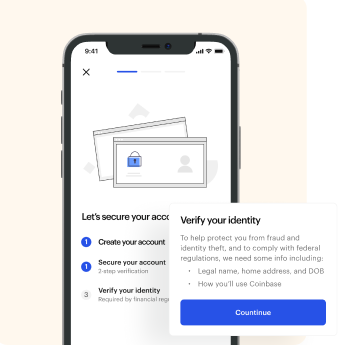 9:41
Let's secure your acco
1 Create your account
1 Secure your account
2-step verification
3 Verify your identity
Required by financial regu
Verify your identity
To help protect you from fraud and
identity theft, and to comply with federal
regulations, we need some info including:
• Legal name, home address, and DOB
• How you'll use Coinbase
Countinue